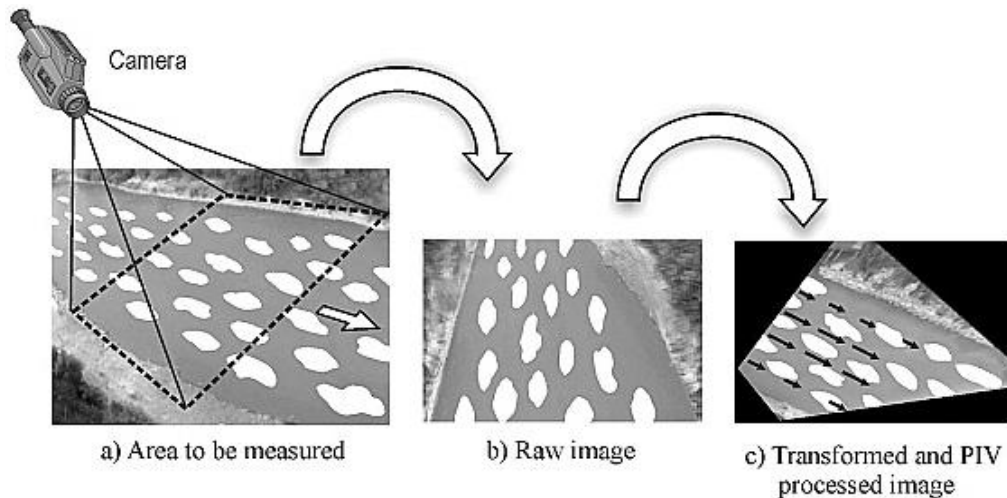 Camera
a) Area to be measured
b) Raw image
c) Transformed and PIV
processed image